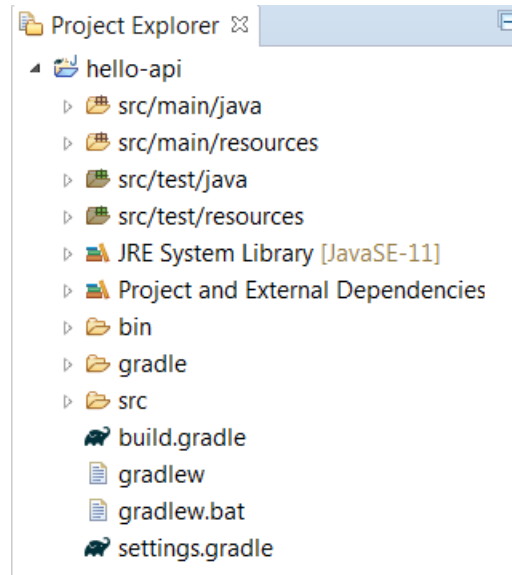 Project Explorer
hello-api
src/main/java
src/main/resources
src/test/java
src/test/resources
JRE System Library [JavaSE-11]
Project and External Dependencies
bin
gradle
src
build.gradle
gradlew
gradlew.bat
settings.gradle